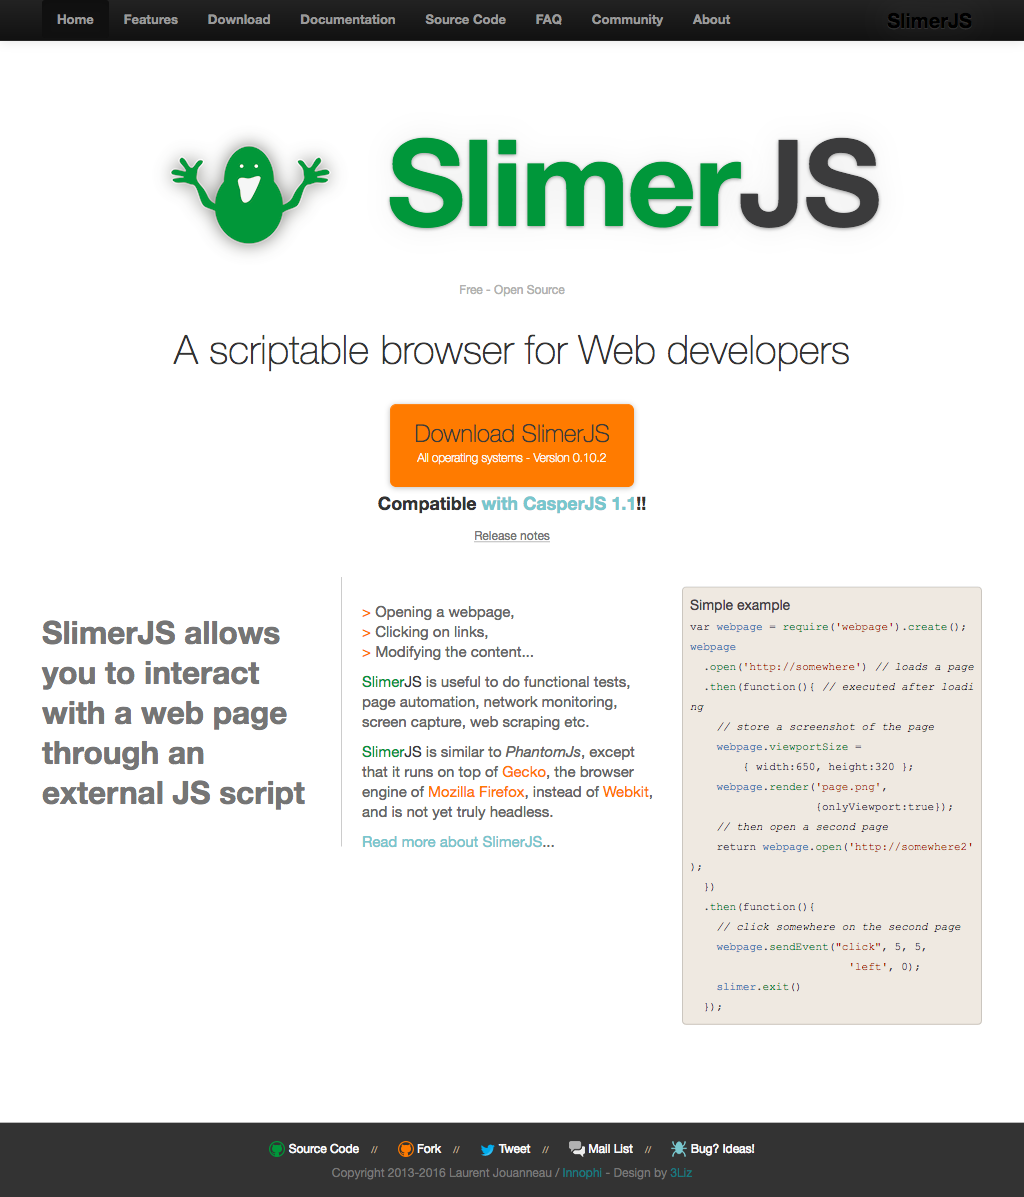 Home Features Download Documentation Source Code FAQ Community About SlimerJS
SlimerJS
Free - Open Source
A scriptable browser for Web developers
Download SlimerJS
All operating systems - Version 0.10.2
Compatible with CasperJS 1.1!!
Release notes
SlimerJS allows
you to interact
with a web page
through an
external JS script
> Opening a webpage,
> Clicking on links,
> Modifying the content...
SlimerJS is useful to do functional tests,
page automation, network monitoring,
screen capture, web scraping etc.
SlimerJS is similar to PhantomJs, except
that it runs on top of Gecko, the browser
engine of Mozilla Firefox, instead of Webkit,
and is not yet truly headless.
Read more about SlimerJS...
Simple example
var webpage = require('webpage').create();
webpage
  .open('http://somewhere') // loads a page
  .then(function(){ // executed after loadi
ng
    // store a screenshot of the page
    webpage.viewportSize =
        { width:650, height:320 };
    webpage.render('page.png',
                   {onlyViewport:true});
    // then open a second page
    return webpage.open('http://somewhere2'
);
  })
  .then(function(){
    // click somewhere on the second page
    webpage.sendEvent("click", 5, 5,
                        'left', 0);
    slimer.exit()
  });
Source Code // Fork // Tweet // Mail List // Bug? Ideas!
Copyright 2013-2016 Laurent Jouanneau / Innophi - Design by 3Liz